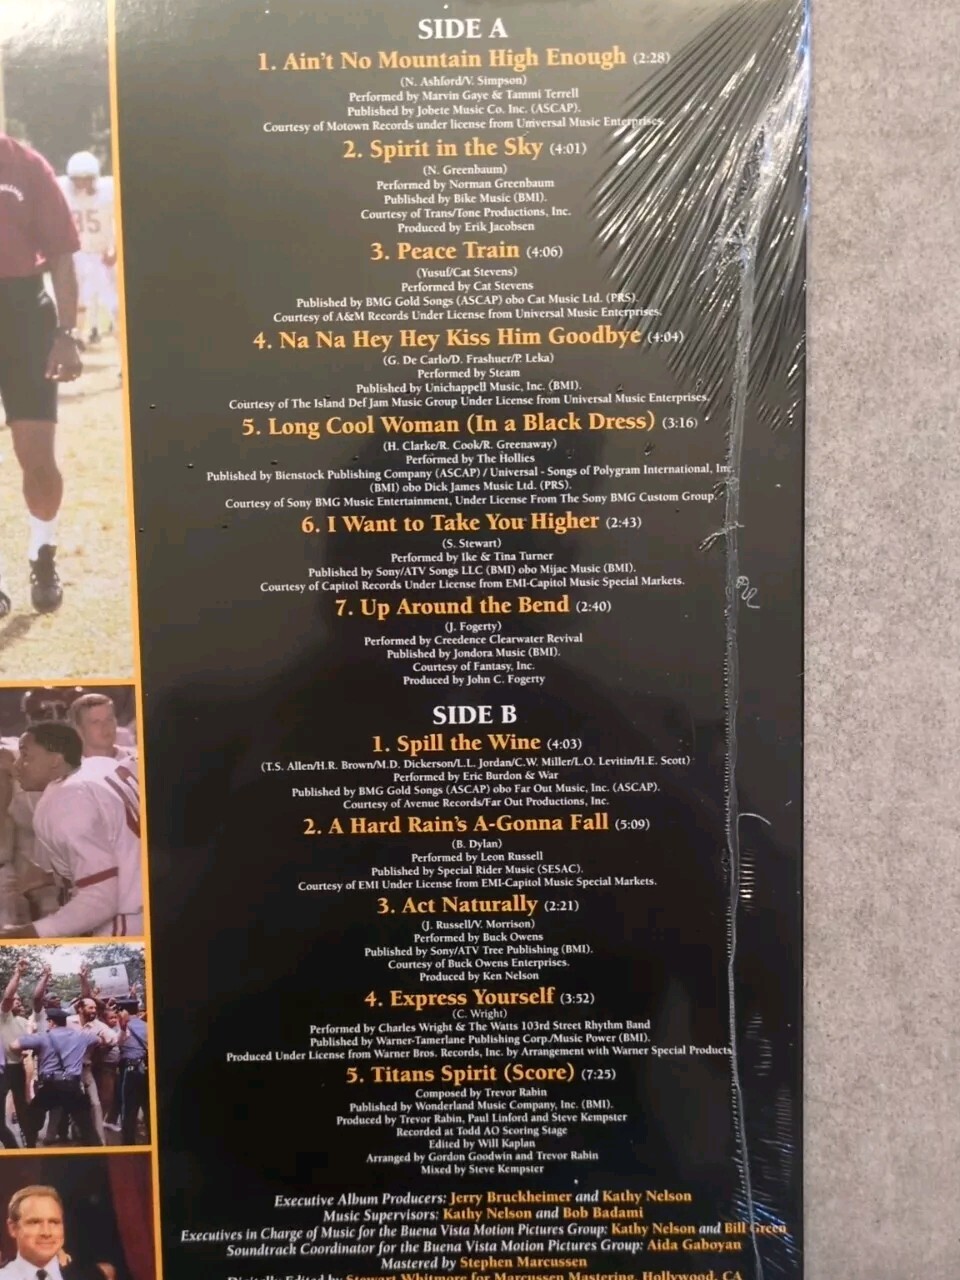 SIDE A
1. Ain't No Mountain High Enough (2:28)
(N. Ashford/V. Simpson)
Performed by Marvin Gaye & Tammi Terrell
Published by Jobete Music Co. Inc. (ASCAP).
Courtesy of Motown Records under license from Universal Music Enterprises.
2. Spirit in the Sky (4:01)
(N. Greenbaum)
Performed by Norman Greenbaum
Published by Bike Music (BMI).
Courtesy of Trans/Tone Productions, Inc.
Produced by Erik Jacobsen
3. Peace Train (4:06)
(Yusuf/Cat Stevens)
Performed by Cat Stevens
Published by BMG Gold Songs (ASCAP) obo Cat Music Ltd. (PRS).
Courtesy of A&M Records Under License from Universal Music Enterprises.
4. Na Na Hey Hey Kiss Him Goodbye (4:04)
(G. De Carlo/D. Frashuer/P. Leka)
Performed by Steam
Published by Unichappell Music, Inc. (BMI).
Courtesy of The Island Def Jam Music Group Under License from Universal Music Enterprises.
5. Long Cool Woman (In a Black Dress) (3:16)
(H. Clarke/R. Cook/R. Greenaway)
Performed by The Hollies
Published by Bienstock Publishing Company (ASCAP) / Universal - Songs of Polygram International, Inc.
(BMI) obo Dick James Music Ltd. (PRS).
Courtesy of Sony BMG Music Entertainment, Under License From The Sony BMG Custom Group.
6. I Want to Take You Higher (2:43)
(S. Stewart)
Performed by Ike & Tina Turner
Published by Sony/ATV Songs LLC (BMI) obo Mijac Music (BMI).
Courtesy of Capitol Records Under License from EMI-Capitol Music Special Markets.
7. Up Around the Bend (2:40)
(J. Fogerty)
Performed by Creedence Clearwater Revival
Published by Jondora Music (BMI).
Courtesy of Fantasy, Inc.
Produced by John C. Fogerty
SIDE B
1. Spill the Wine (4:03)
(T.S. Allen/H.R. Brown/M.D. Dickerson/L.L. Jordan/C.W. Miller/L.O. Levitin/H.E. Scott)
Performed by Eric Burdon & War
Published by BMG Gold Songs (ASCAP) obo Far Out Music, Inc. (ASCAP).
Courtesy of Avenue Records/Far Out Productions, Inc.
2. A Hard Rain's A-Gonna Fall (5:09)
(B. Dylan)
Performed by Leon Russell
Published by Special Rider Music (SESAC).
Courtesy of EMI Under License from EMI-Capitol Music Special Markets.
3. Act Naturally (2:21)
(J. Russell/V. Morrison)
Performed by Buck Owens
Published by Sony/ATV Tree Publishing (BMI).
Courtesy of Buck Owens Enterprises.
Produced by Ken Nelson
4. Express Yourself (3:52)
(C. Wright)
Performed by Charles Wright & The Watts 103rd Street Rhythm Band
Published by Warner-Tamerlane Publishing Corp./Music Power (BMI).
Produced Under License from Warner Bros. Records, Inc. by Arrangement with Warner Special Products
5. Titans Spirit (Score) (7:25)
Composed by Trevor Rabin
Published by Wonderland Music Company, Inc. (BMI).
Produced by Trevor Rabin, Paul Linford and Steve Kempster
Recorded at Todd AO Scoring Stage
Edited by Will Kaplan
Arranged by Gordon Goodwin and Trevor Rabin
Mixed by Steve Kempster
Executive Album Producers: Jerry Bruckheimer and Kathy Nelson
Music Supervisors: Kathy Nelson and Bob Badami
Executives in Charge of Music for the Buena Vista Motion Pictures Group: Kathy Nelson and Bill Green
Soundtrack Coordinator for the Buena Vista Motion Pictures Group: Aida Gaboyan
Mastered by Stephen Marcussen
Digitally Edited by Stewart Whitmore for Marcussen Mastering, Hollywood, CA